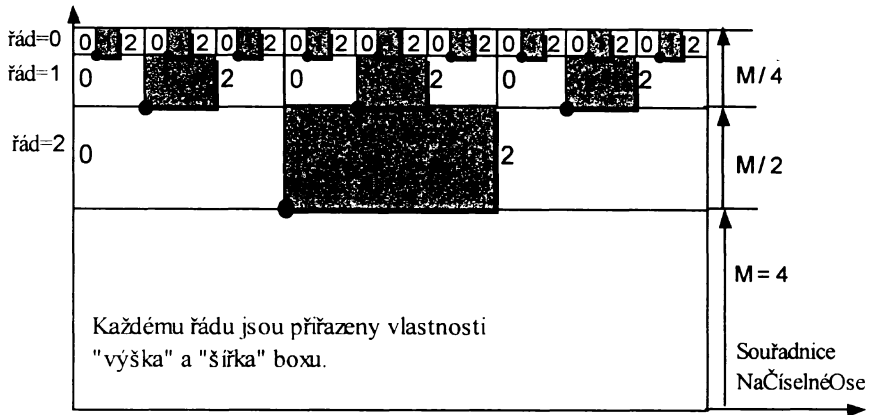 řád=0 0 2 0 2 0 2 0 2 0 2 0 2 0 2 0 2 0 2
řád=1 0 2 0 2 0 2
M / 4
řád=2 0 2
M / 2
M = 4
Každému řádu jsou přiřazeny vlastnosti
"výška" a "šířka" boxu.
Souřadnice
NaČíselnéOse